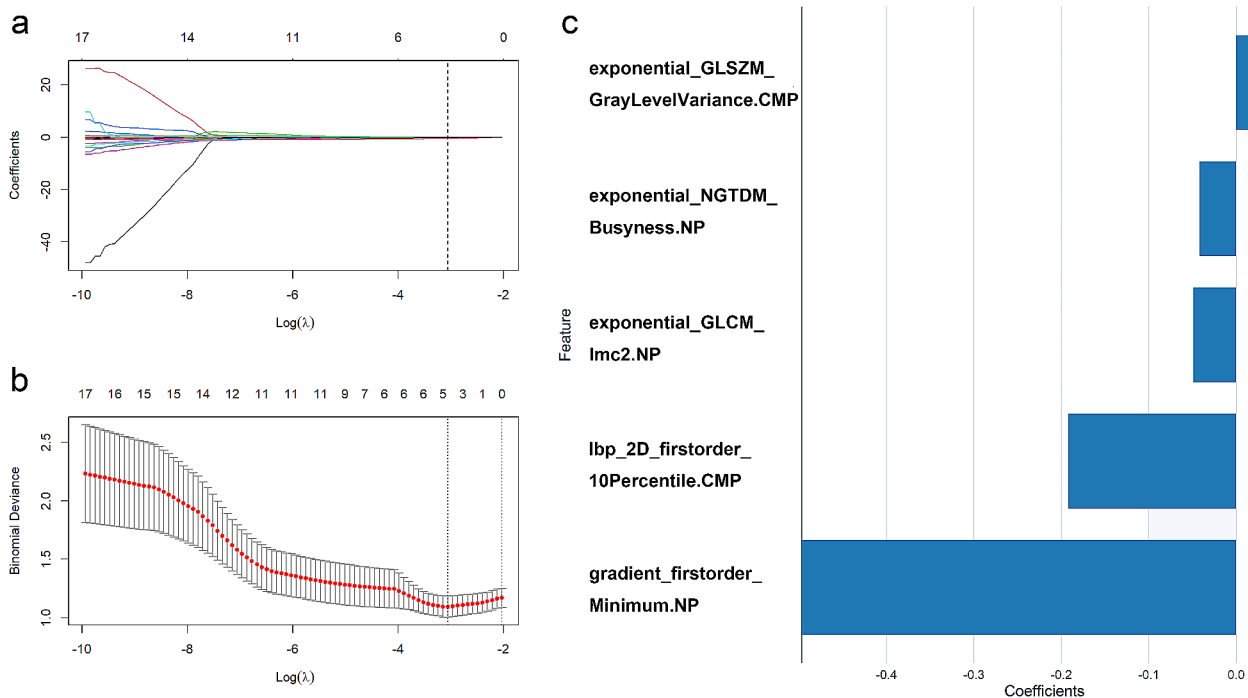 a
17 14 11 6 0
20
0
-20
-40
Coefficients
-10 -8 -6 -4 -2
Log(λ)
b
17 16 15 15 14 12 11 11 11 9 7 6 6 6 5 3 1 0
2.5
2.0
1.5
1.0
Binomial Deviance
-10 -8 -6 -4 -2
Log(λ)
c
exponential_GLSZM_
GrayLevelVariance.CMP
exponential_NGTDM_
Busyness.NP
exponential_GLCM_
Imc2.NP
lbp_2D_firstorder_
10Percentile.CMP
gradient_firstorder_
Minimum.NP
Feature
-0.4 -0.3 -0.2 -0.1 0.0
Coefficients